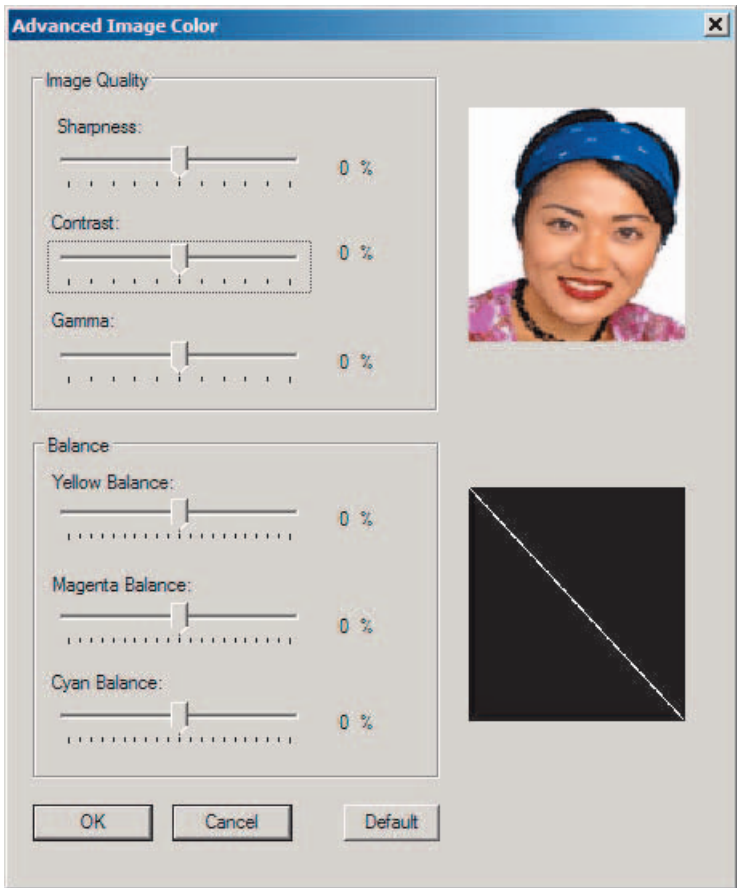 Advanced Image Color
Image Quality
Sharpness:
0 %
Contrast:
0 %
Gamma:
0 %
Balance
Yellow Balance:
0 %
Magenta Balance:
0 %
Cyan Balance:
0 %
OK
Cancel
Default